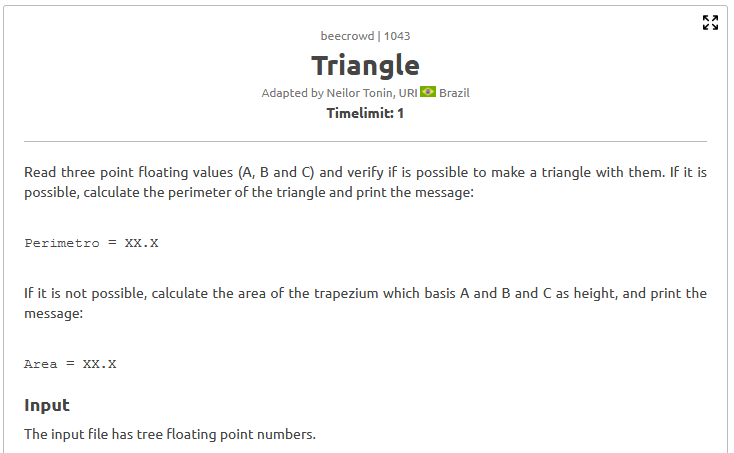 beecrowd | 1043
Triangle
Adapted by Neilor Tonin, URI Brazil
Timelimit: 1
Read three point floating values (A, B and C) and verify if is possible to make a triangle with them. If it is
possible, calculate the perimeter of the triangle and print the message:
Perimetro = XX.X
If it is not possible, calculate the area of the trapezium which basis A and B and C as height, and print the
message:
Area = XX.X
Input
The input file has tree floating point numbers.